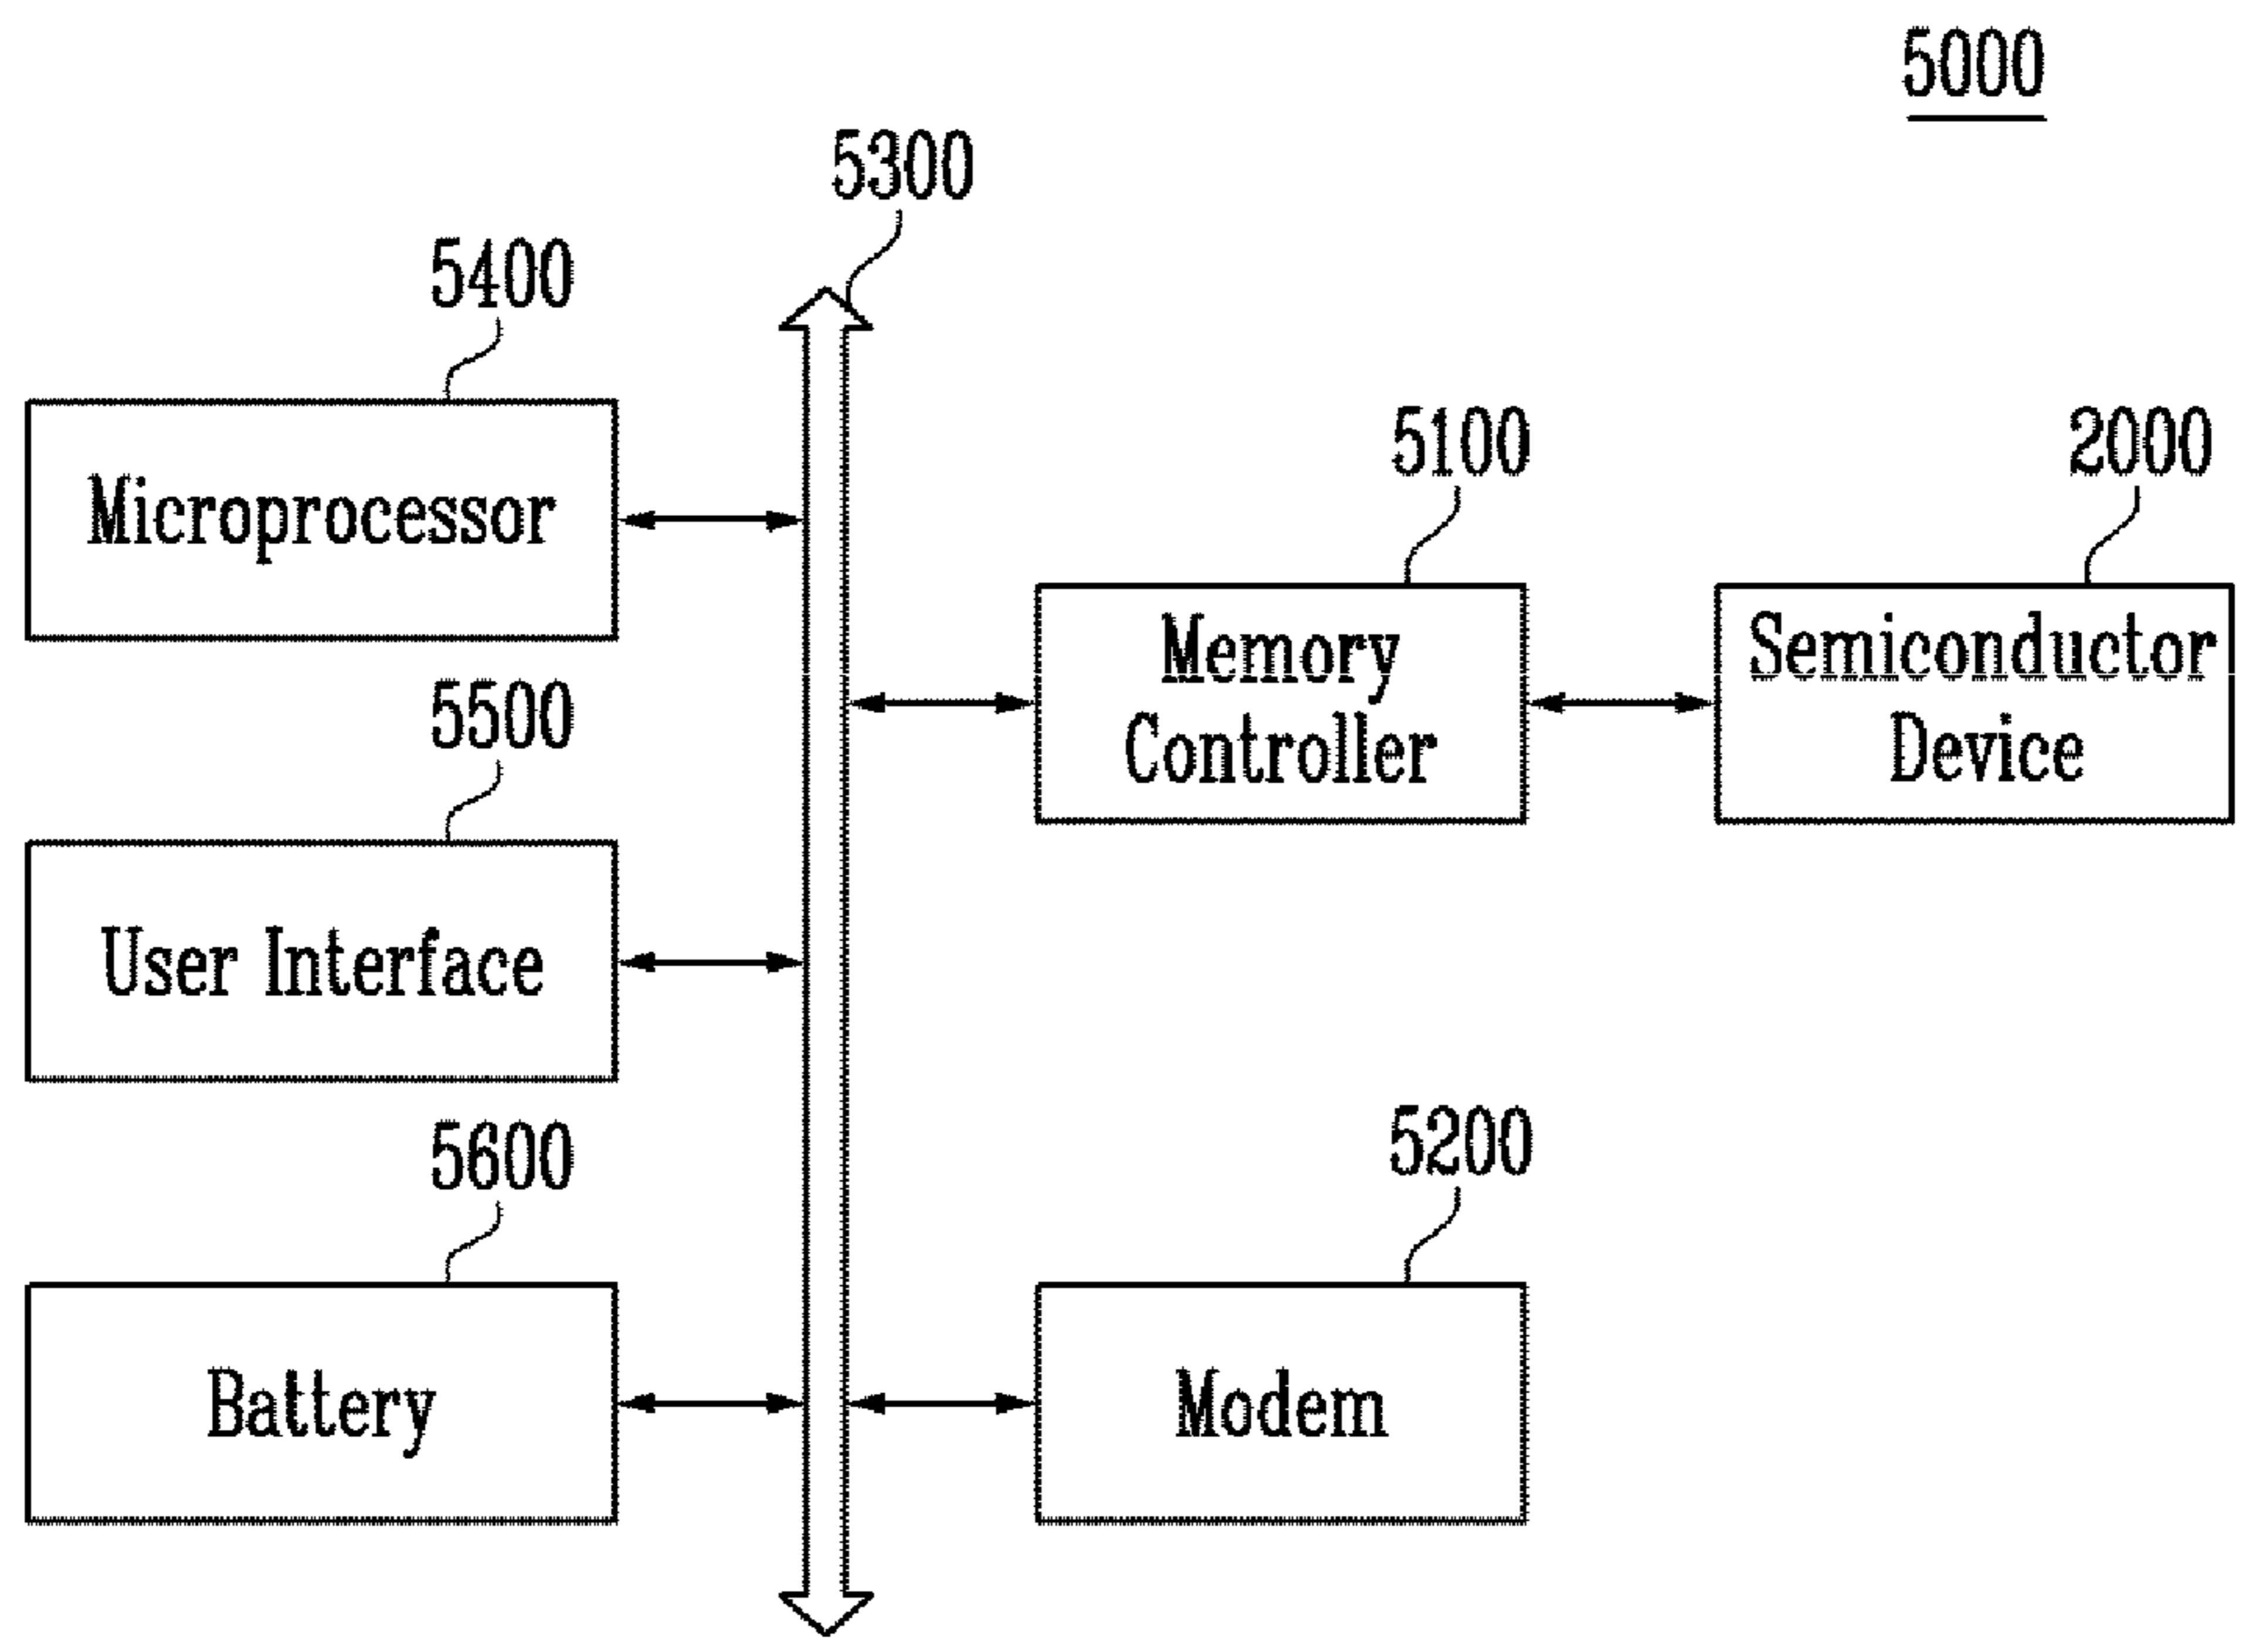 5000
5300
5400
Microprocessor
5100
Memory
Controller
2000
Semiconductor
Device
5500
User Interface
5600
Battery
5200
Modem